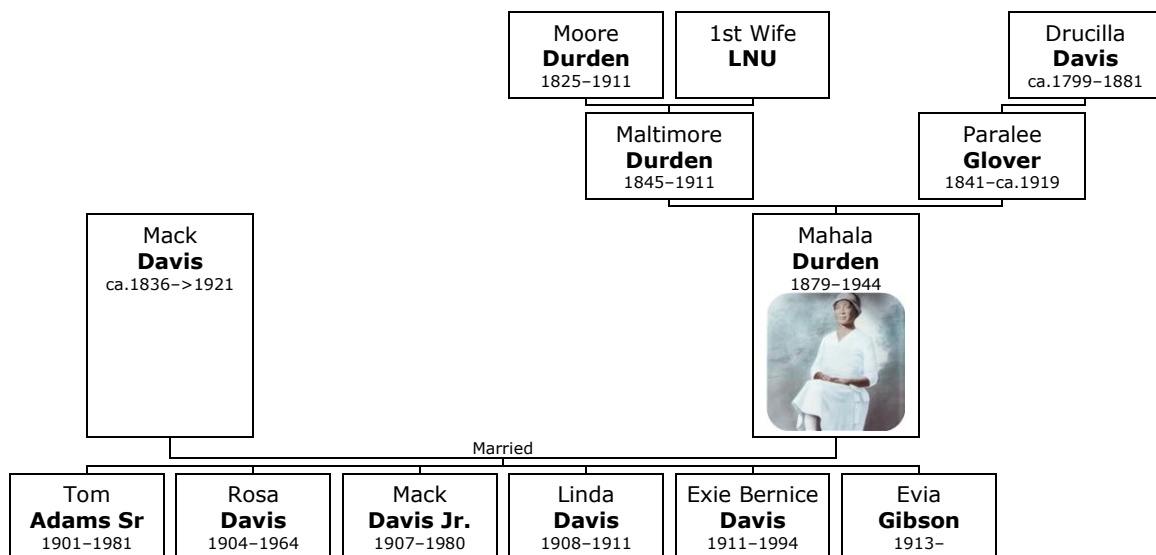 Moore
Durden
1825–1911
1st Wife
LNU
Drucilla
Davis
ca.1799–1881
Maltimore
Durden
1845–1911
Paralee
Glover
1841–ca.1919
Mack
Davis
ca.1836–>1921
Mahala
Durden
1879–1944
Married
Tom
Adams Sr
1901–1981
Rosa
Davis
1904–1964
Mack
Davis Jr.
1907–1980
Linda
Davis
1908–1911
Exie Bernice
Davis
1911–1994
Evia
Gibson
1913–